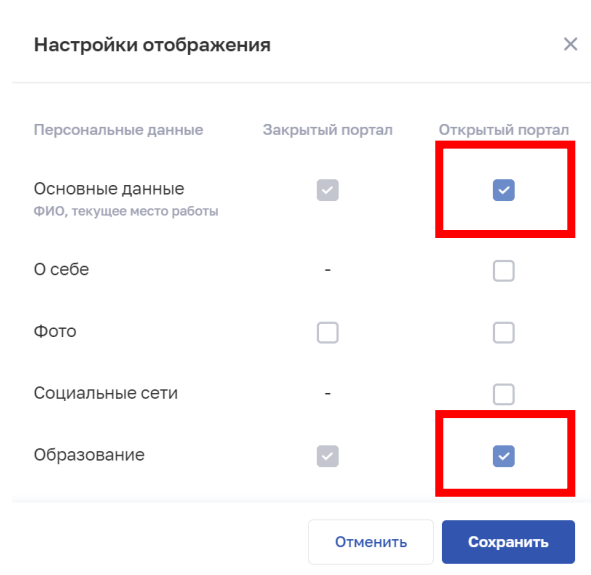 Настройки отображения
Персональные данные Закрытый портал Открытый портал
Основные данные
ФИО, текущее место работы
О себе -
Фото
Социальные сети -
Образование
Отменить Сохранить